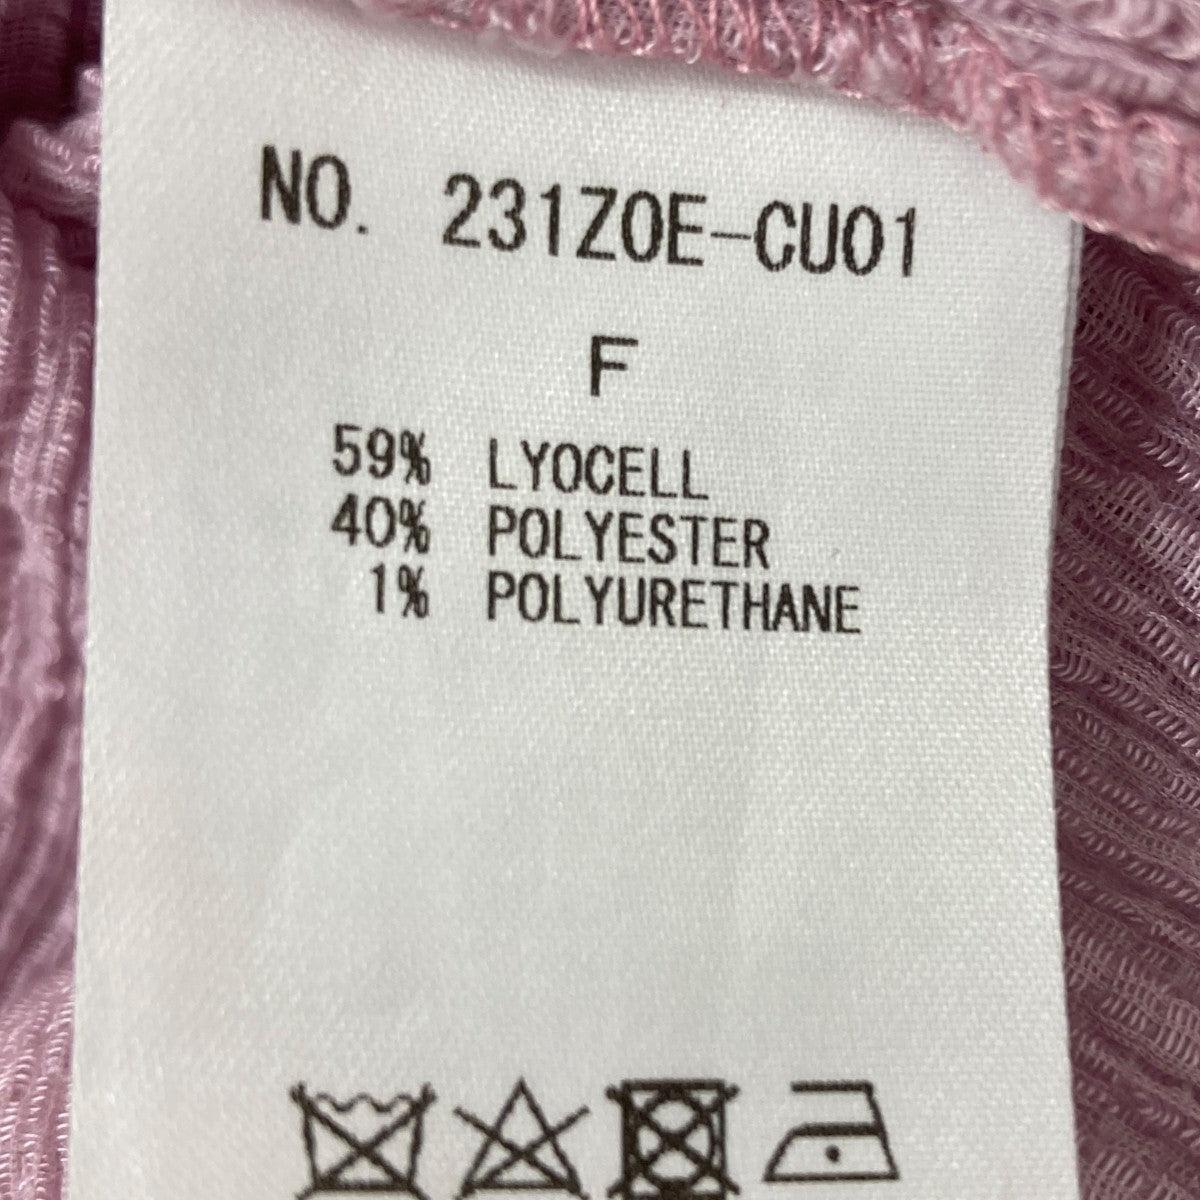 NO. 231ZOE-CU01
F
59% LYOCELL
40% POLYESTER
1% POLYURETHANE